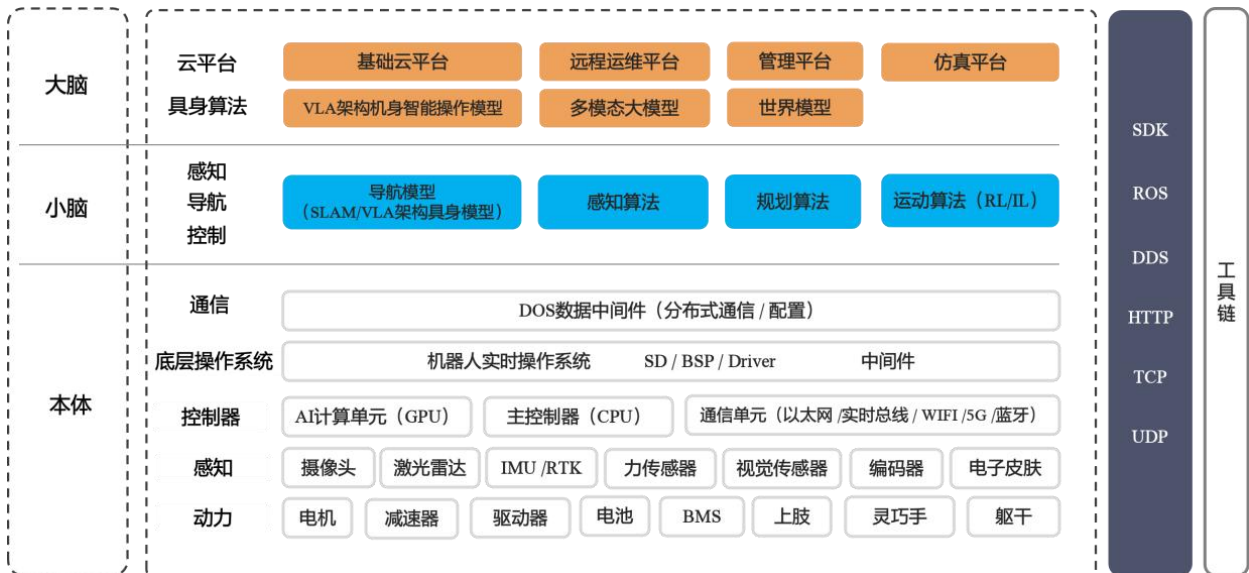 大脑
云平台
基础云平台
远程运维平台
管理平台
仿真平台
具身算法
VLA架构机身智能操作模型
多模态大模型
世界模型
小脑
感知
导航
控制
导航模型
（SLAM/VLA架构具身模型）
感知算法
规划算法
运动算法（RL/IL）
本体
通信
DOS数据中间件（分布式通信 / 配置）
底层操作系统
机器人实时操作系统 SD / BSP / Driver 中间件
控制器
AI计算单元（GPU）
主控制器（CPU）
通信单元（以太网 /实时总线 / WIFI /5G /蓝牙）
感知
摄像头
激光雷达
IMU /RTK
力传感器
视觉传感器
编码器
电子皮肤
动力
电机
减速器
驱动器
电池
BMS
上肢
灵巧手
躯干
SDK
ROS
DDS
HTTP
TCP
UDP
工具链